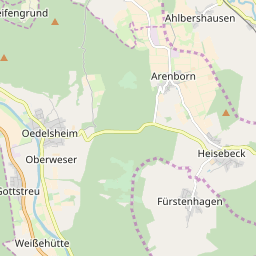 eifengrund
Ahlbershausen
Arenborn
Oedelsheim
Heisebeck
Oberweser
Gottstreu
Fürstenhagen
Weißehütte